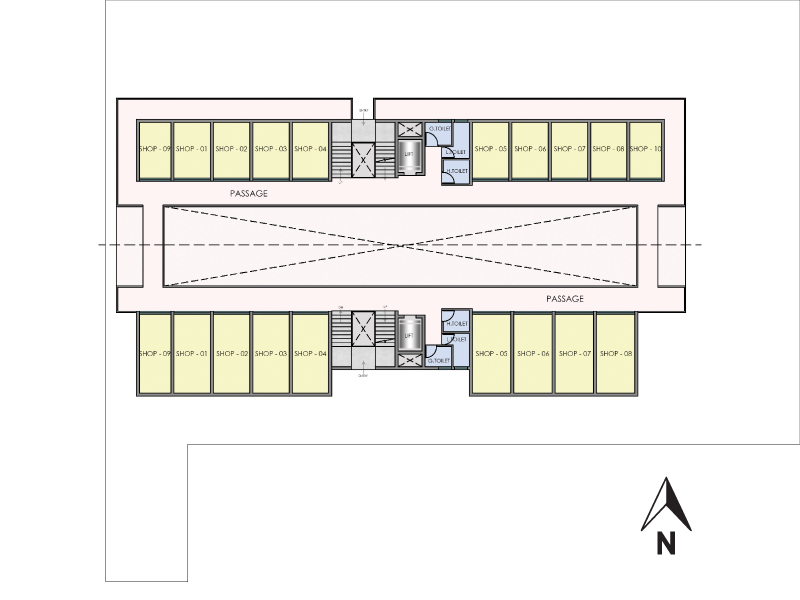 ENTRY
G.TOILET
SHOP - 09
SHOP - 01
SHOP - 02
SHOP - 03
SHOP - 04
X
LIFT
L.TOILET
SHOP - 05
SHOP - 06
SHOP - 07
SHOP - 08
SHOP - 10
H.TOILET
PASSAGE
PASSAGE
H.TOILET
X
LIFT
L.TOILET
SHOP - 09
SHOP - 01
SHOP - 02
SHOP - 03
SHOP - 04
SHOP - 05
SHOP - 06
SHOP - 07
SHOP - 08
G.TOILET
ENTRY
N